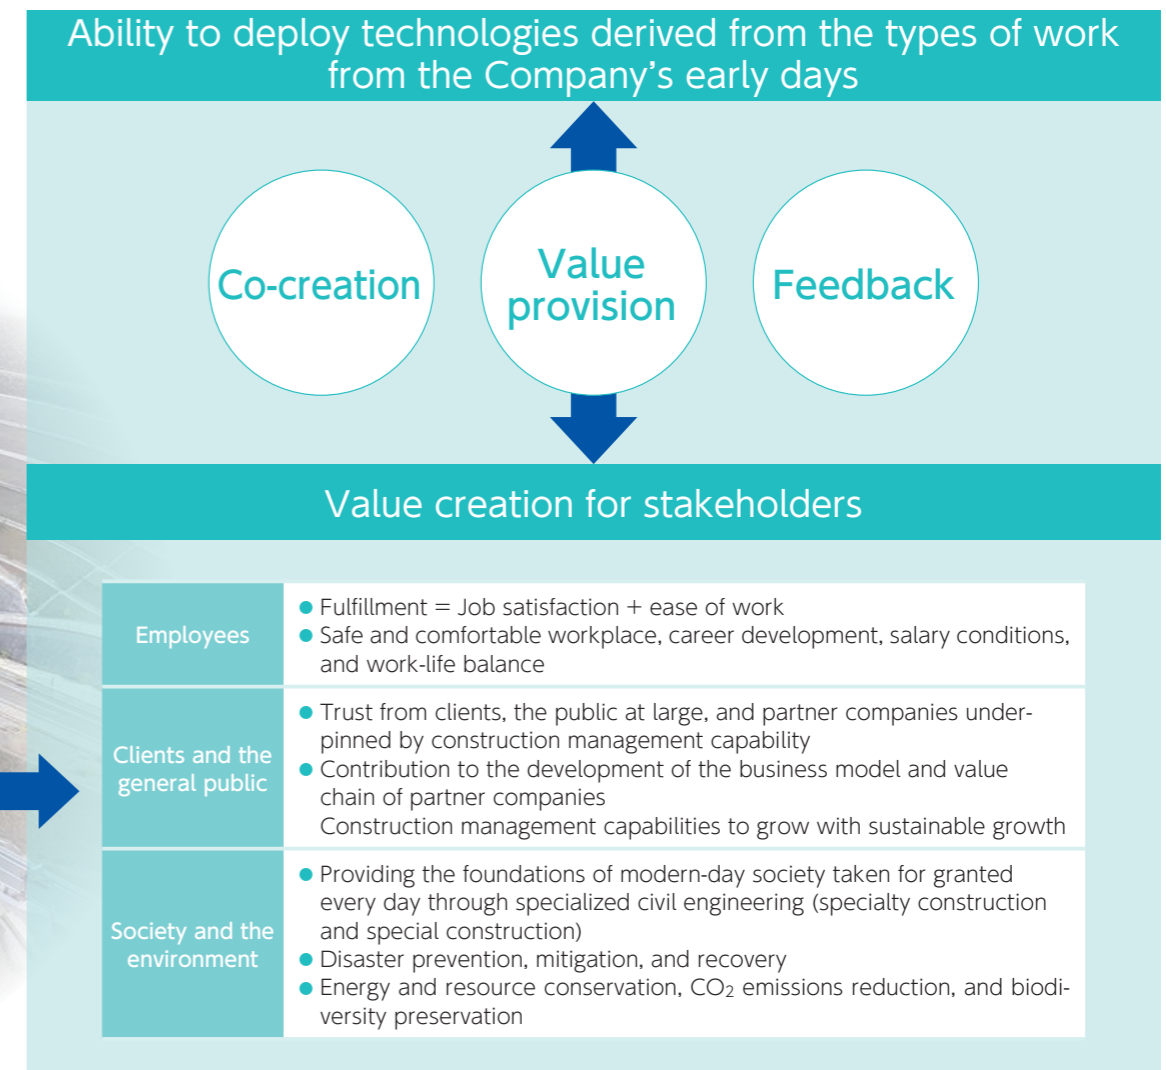 Ability to deploy technologies derived from the types of work
from the Company's early days
Co-creation
Value
provision
Feedback
Value creation for stakeholders
Employees
● Fulfillment = Job satisfaction + ease of work
● Safe and comfortable workplace, career development, salary conditions,
and work-life balance
Clients and the
general public
● Trust from clients, the public at large, and partner companies under-
pinned by construction management capability
● Contribution to the development of the business model and value
chain of partner companies
Construction management capabilities to grow with sustainable growth
Society and the
environment
● Providing the foundations of modern-day society taken for granted
every day through specialized civil engineering (specialty construction
and special construction)
● Disaster prevention, mitigation, and recovery
● Energy and resource conservation, CO₂ emissions reduction, and biodi-
versity preservation